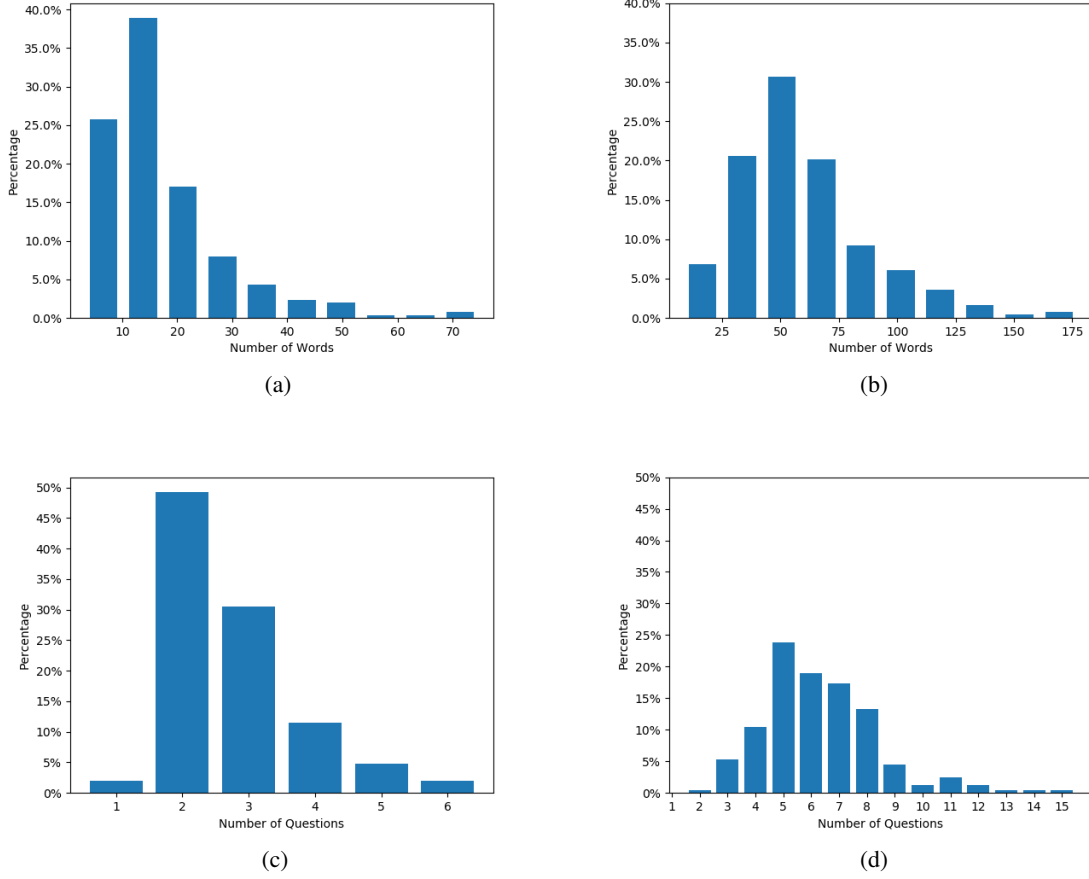 40.0%
35.0%
30.0%
25.0%
20.0%
15.0%
10.0%
5.0%
0.0%
Percentage
10 20 30 40 50 60 70
Number of Words
(a)
40.0%
35.0%
30.0%
25.0%
20.0%
15.0%
10.0%
5.0%
0.0%
Percentage
25 50 75 100 125 150 175
Number of Words
(b)
50%
45%
40%
35%
30%
25%
20%
15%
10%
5%
0%
Percentage
1 2 3 4 5 6
Number of Questions
(c)
50%
45%
40%
35%
30%
25%
20%
15%
10%
5%
0%
Percentage
1 2 3 4 5 6 7 8 9 10 11 12 13 14 15
Number of Questions
(d)